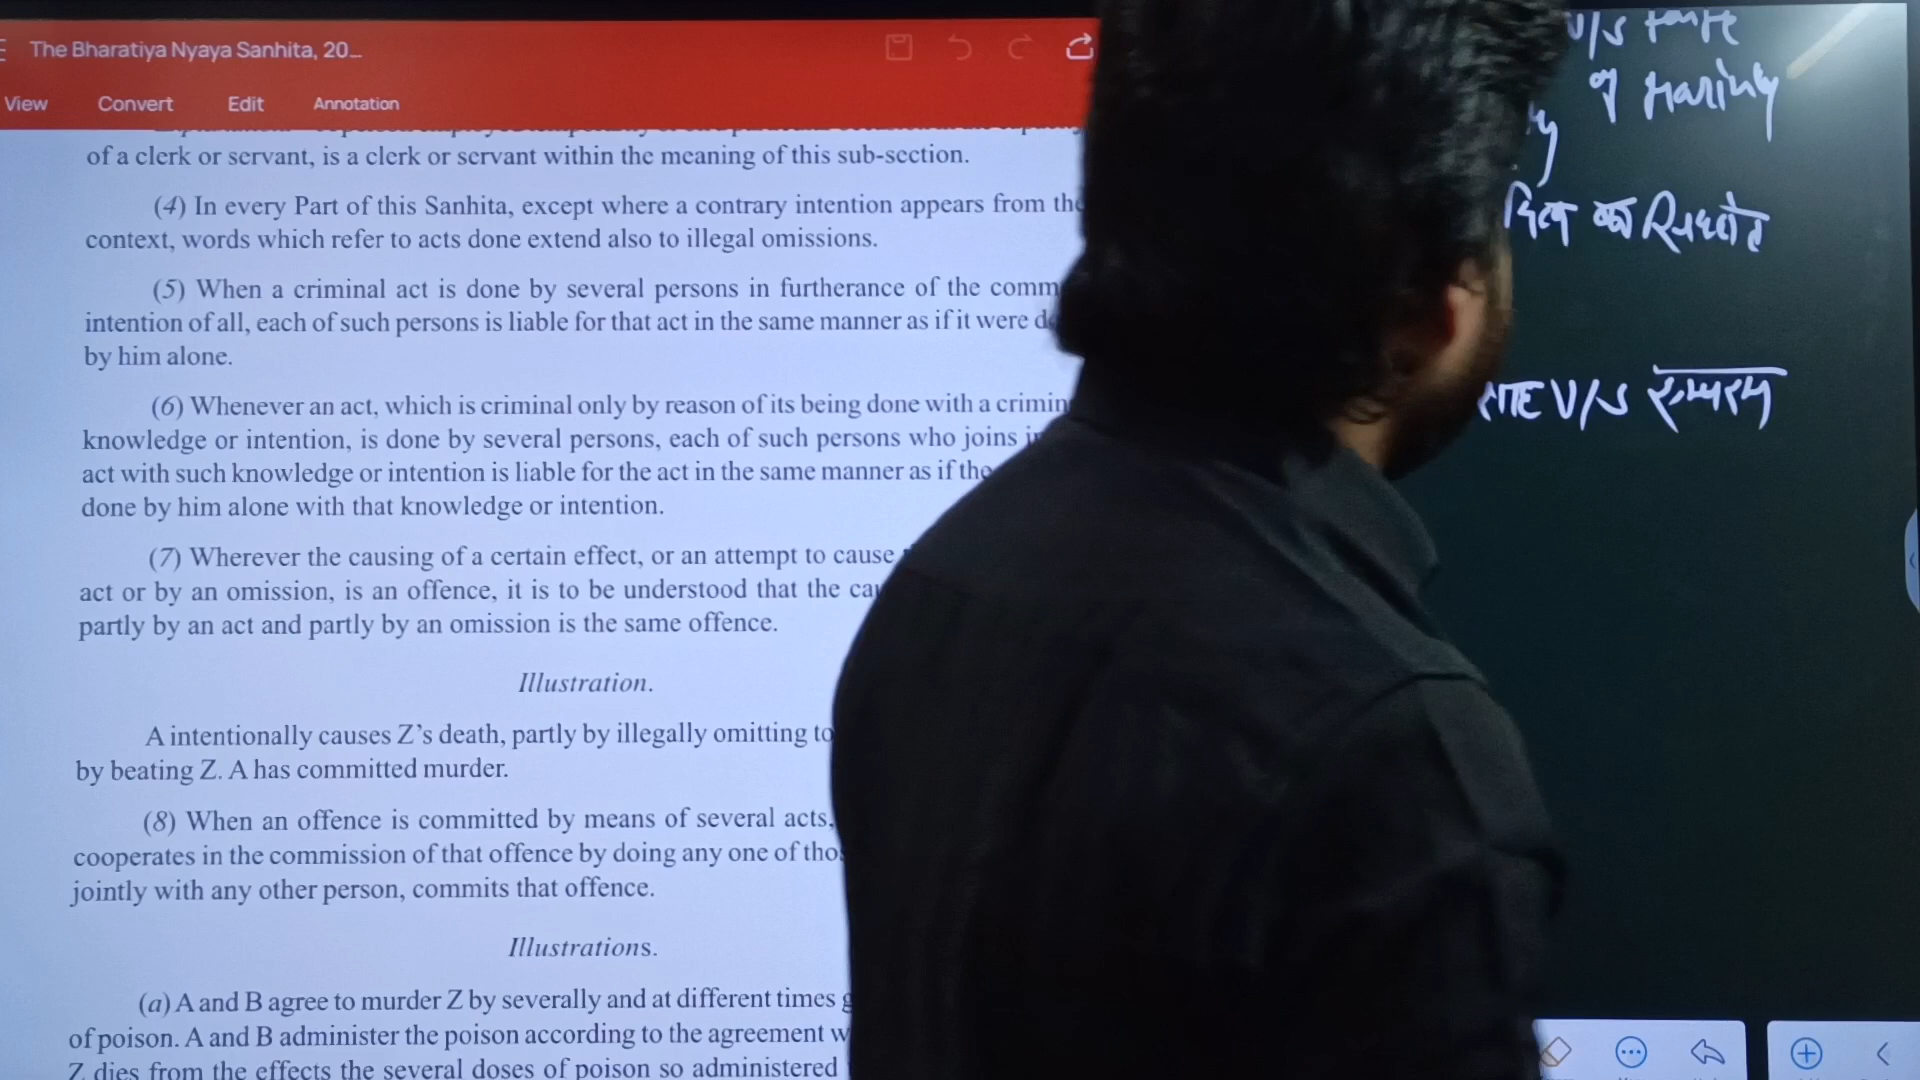 The Bharatiya Nyaya Sanhita, 20...
View Convert Edit Annotation
of a clerk or servant, is a clerk or servant within the meaning of this sub-section.
(4) In every Part of this Sanhita, except where a contrary intention appears from the
context, words which refer to acts done extend also to illegal omissions.
(5) When a criminal act is done by several persons in furtherance of the comm
intention of all, each of such persons is liable for that act in the same manner as if it were d
by him alone.
(6) Whenever an act, which is criminal only by reason of its being done with a crimin
knowledge or intention, is done by several persons, each of such persons who joins i
act with such knowledge or intention is liable for the act in the same manner as if the
done by him alone with that knowledge or intention.
(7) Wherever the causing of a certain effect, or an attempt to cause
act or by an omission, is an offence, it is to be understood that the cau
partly by an act and partly by an omission is the same offence.
Illustration.
A intentionally causes Z’s death, partly by illegally omitting to
by beating Z. A has committed murder.
(8) When an offence is committed by means of several acts,
cooperates in the commission of that offence by doing any one of thos
jointly with any other person, commits that offence.
Illustrations.
(a) A and B agree to murder Z by severally and at different times g
of poison. A and B administer the poison according to the agreement w
Z dies from the effects the several doses of poison so administered
V/S
of
का
V/S